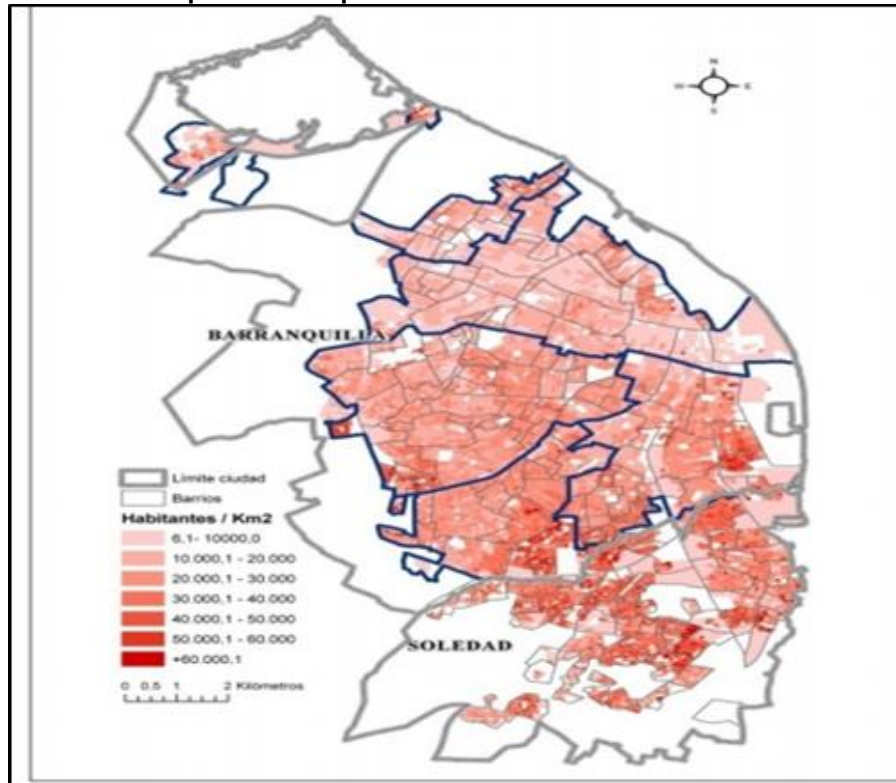 N
W E
S
BARRANQUILLA
Límite ciudad
Barrios
Habitantes / Km2
6,1- 10000,0
10.000,1 - 20.000
20.000,1 - 30.000
30.000,1 - 40.000
40.000,1 - 50.000
50.000,1 - 60.000
+60.000,1
SOLEDAD
0 0,5 1 2 Kilómetros